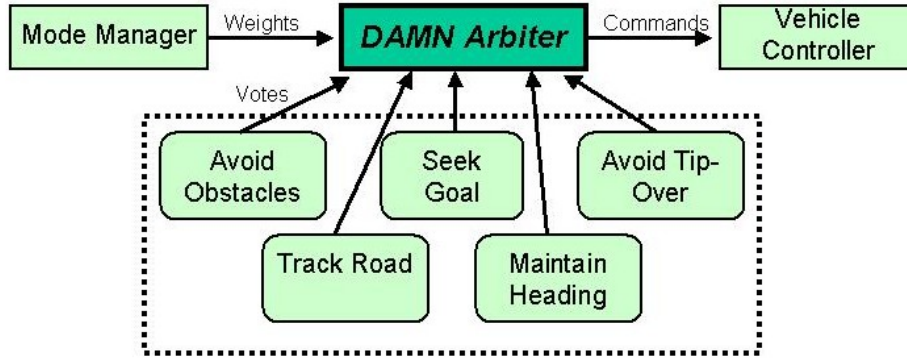 Mode Manager
Weights
DAMN Arbiter
Commands
Vehicle
Controller
Votes
Avoid
Obstacles
Seek
Goal
Avoid Tip-
Over
Track Road
Maintain
Heading